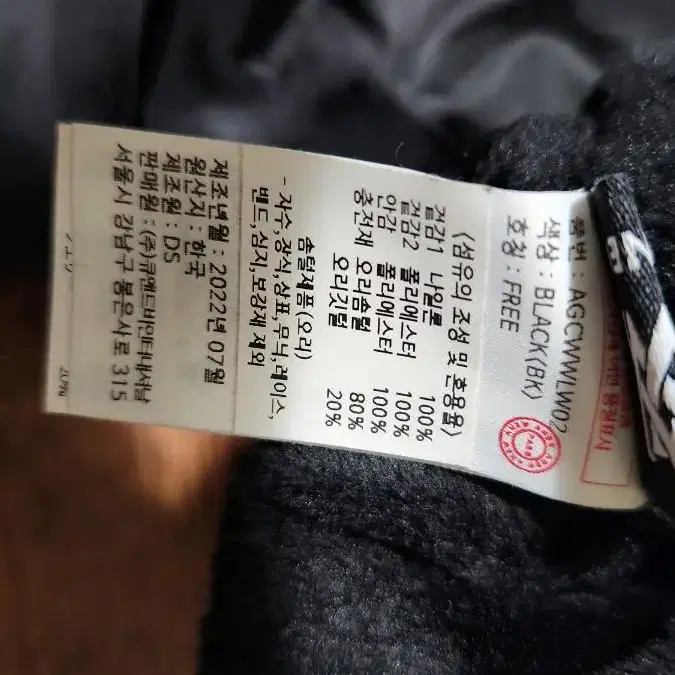 품번 : AGCWWLW02
색상 : BLACK(BK)
호칭 : FREE
<섬유의 조성 및 혼용율>
겉감1 나일론 100%
겉감2 폴리에스터 100%
안감 폴리에스터 100%
충전재 오리솜털 80%
오리깃털 20%
솜털제품(오리)
- 자수,장식,상표,무늬,레이스,
밴드,심지,보강재 제외
제조년월 : 2022년 07월
원산지 : 한국
제조원 : DS
판매원 : (주)큐앤드비인터내셔날
서울시 강남구 봉은사로 315